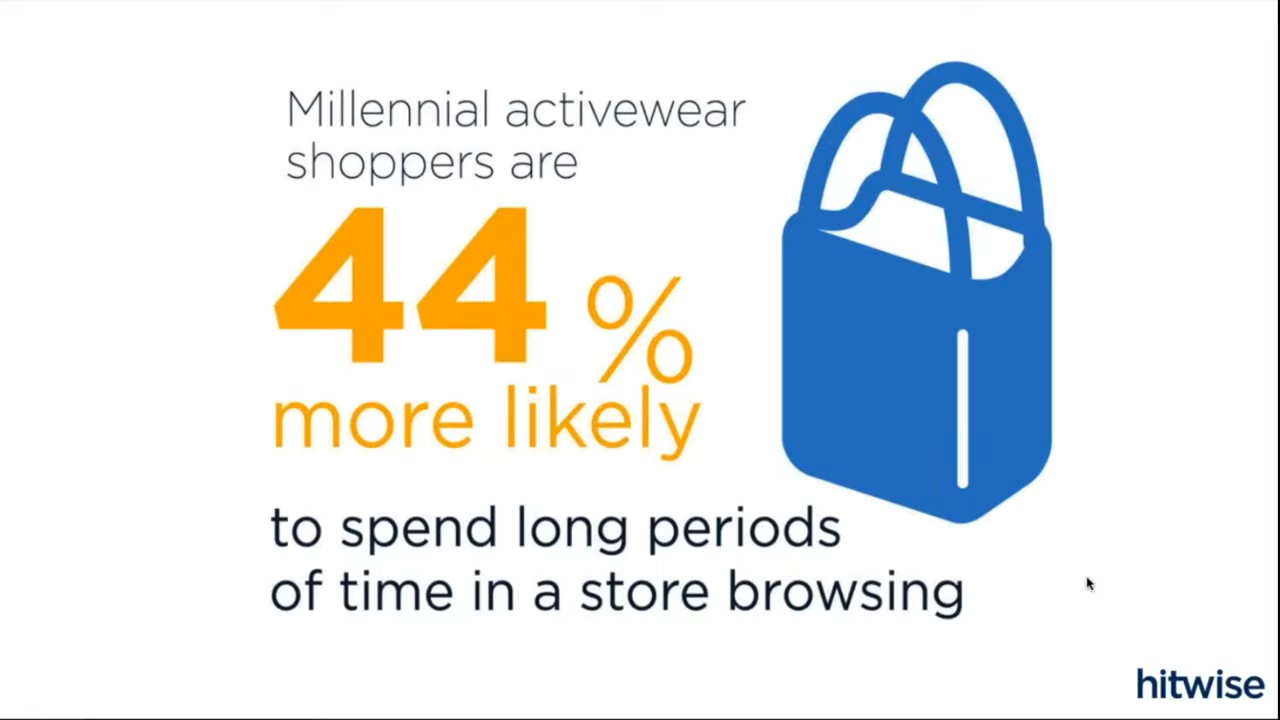 Millennial activewear
shoppers are
44 %
more likely
to spend long periods
of time in a store browsing
hitwise